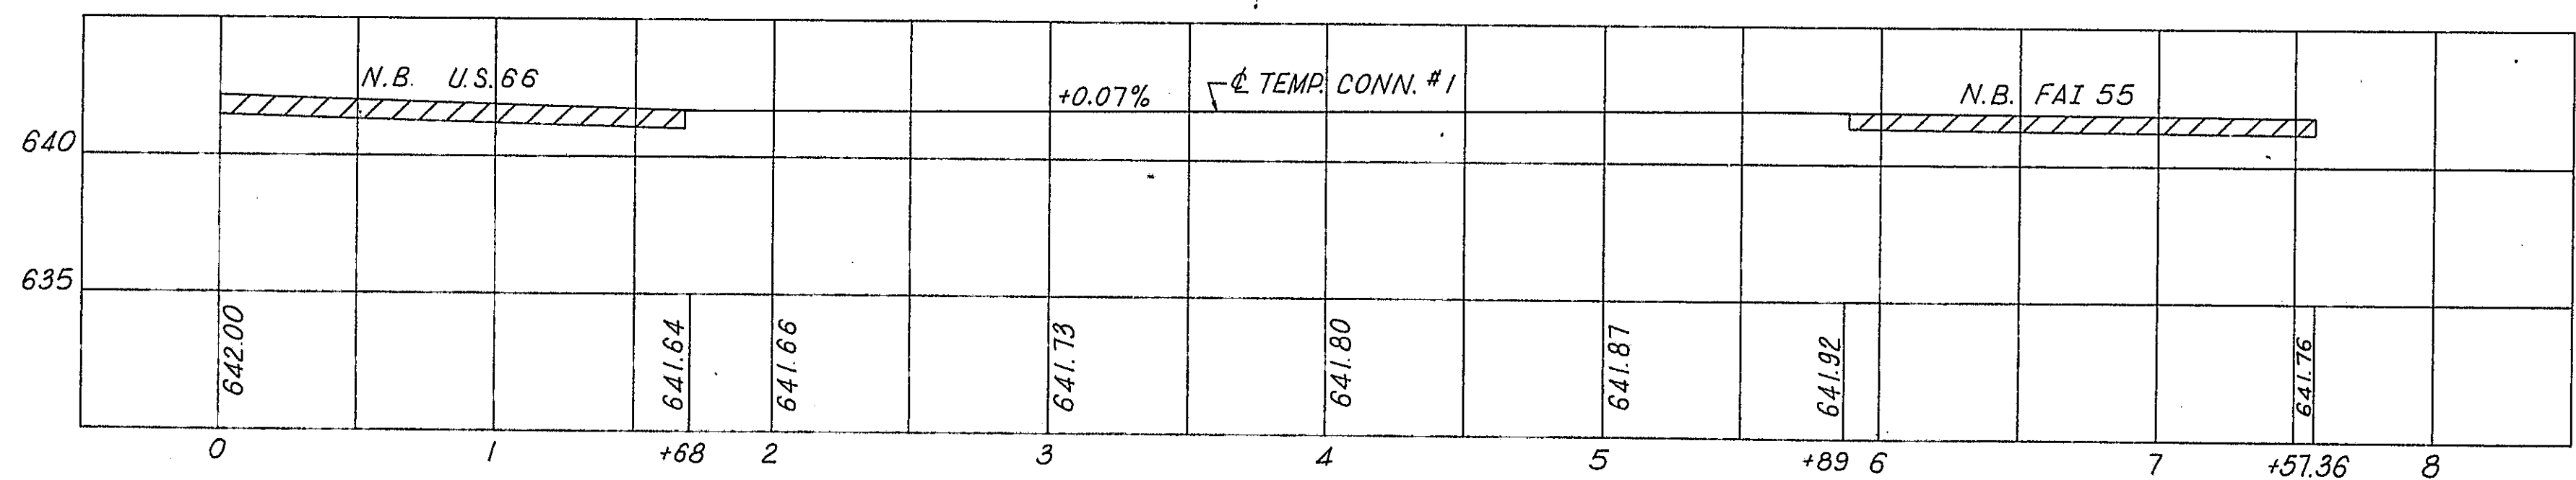 N.B. U.S. 66
+0.07%
℄ TEMP. CONN. #1
N.B. FAI 55
640
635
642.00
641.64
641.66
641.73
641.80
641.87
641.92
641.76
0 1 +68 2 3 4 5 +89 6 7 +57.36 8